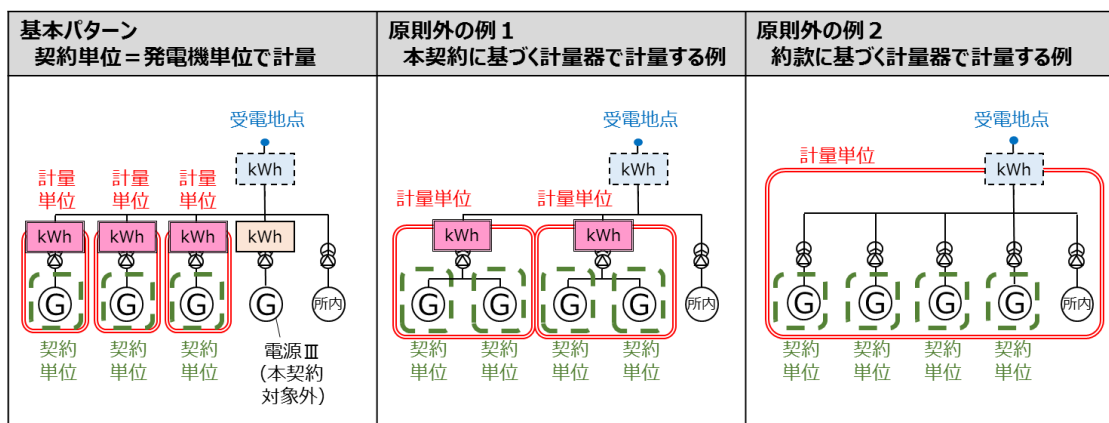 基本パターン
契約単位＝発電機単位で計量
受電地点
kWh
計量
単位
計量
単位
計量
単位
kWh
kWh
kWh
kWh
G
G
G
G
所内
契約
単位
契約
単位
契約
単位
電源Ⅲ
（本契約
対象外）
原則外の例１
本契約に基づく計量器で計量する例
受電地点
kWh
計量単位
計量単位
kWh
kWh
G
G
G
G
所内
契約
単位
契約
単位
契約
単位
契約
単位
原則外の例２
約款に基づく計量器で計量する例
受電地点
計量単位
kWh
G
G
G
G
所内
契約
単位
契約
単位
契約
単位
契約
単位